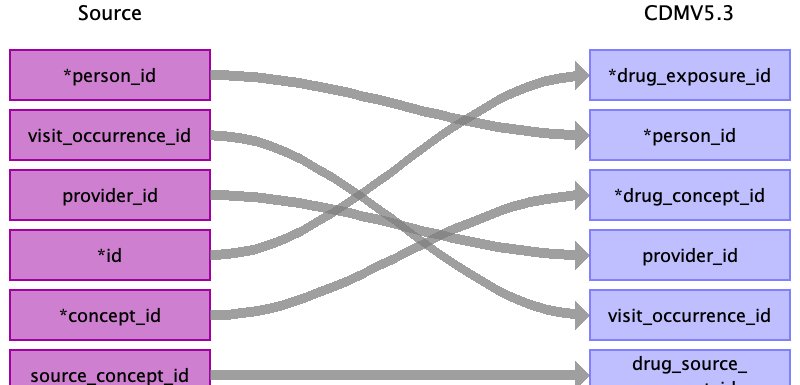 Source
CDMV5.3
*person_id
*drug_exposure_id
visit_occurrence_id
*person_id
provider_id
*drug_concept_id
*id
provider_id
*concept_id
visit_occurrence_id
source_concept_id
drug_source_